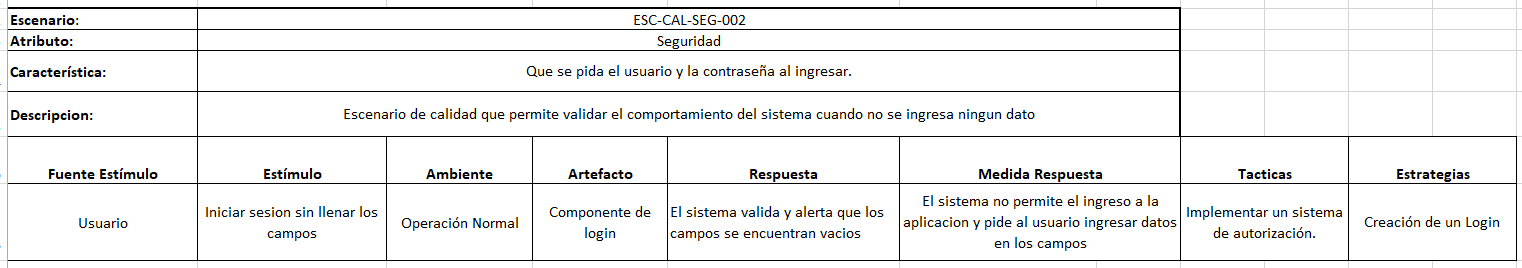 Escenario: ESC-CAL-SEG-002
Atributo: Seguridad
Característica: Que se pida el usuario y la contraseña al ingresar.
Descripcion: Escenario de calidad que permite validar el comportamiento del sistema cuando no se ingresa ningun dato
Fuente Estímulo Estímulo Ambiente Artefacto Respuesta Medida Respuesta Tacticas Estrategias
Usuario
Iniciar sesion sin llenar los
campos
Operación Normal
Componente de
login
El sistema valida y alerta que los
campos se encuentran vacios
El sistema no permite el ingreso a la
aplicacion y pide al usuario ingresar datos
en los campos
Implementar un sistema
de autorización.
Creación de un Login